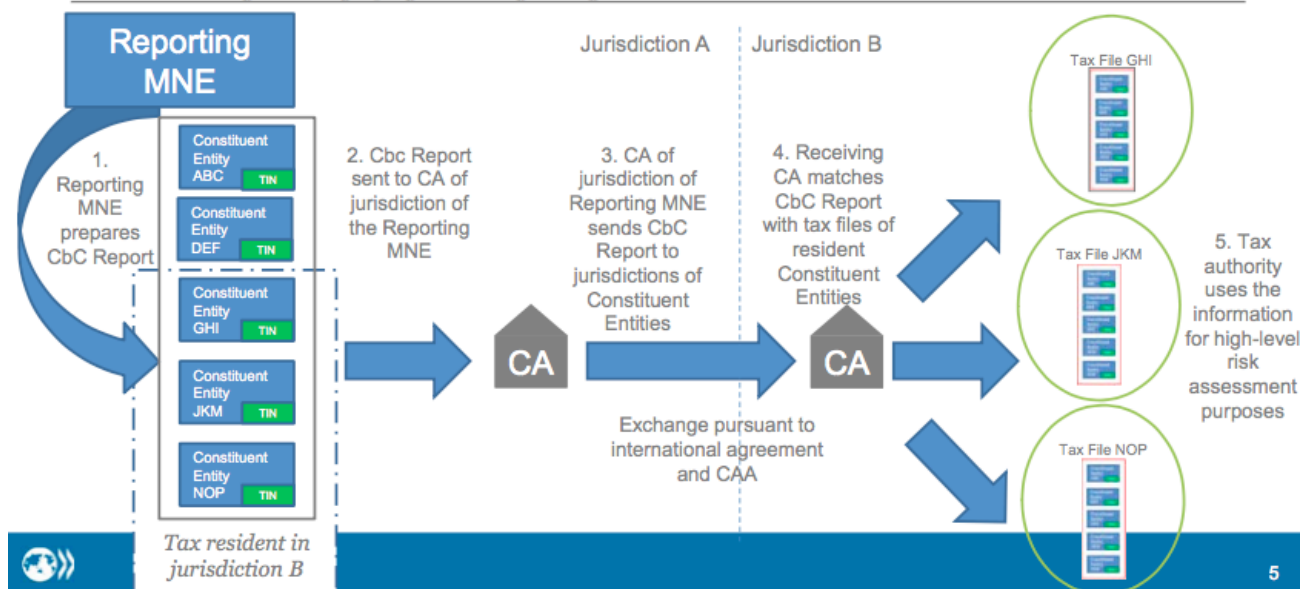 Reporting
MNE
Jurisdiction A
Jurisdiction B
1.
Reporting
MNE
prepares
CbC Report
Constituent
Entity
ABC
TIN
Constituent
Entity
DEF
TIN
Constituent
Entity
GHI
TIN
Constituent
Entity
JKM
TIN
Constituent
Entity
NOP
TIN
Tax resident in
jurisdiction B
2. Cbc Report
sent to CA of
jurisdiction of
the Reporting
MNE
CA
3. CA of
jurisdiction of
Reporting MNE
sends CbC
Report to
jurisdictions of
Constituent
Entities
Exchange pursuant to
international agreement
and CAA
4. Receiving
CA matches
CbC Report
with tax files of
resident
Constituent
Entities
CA
Tax File GHI
Tax File JKM
Tax File NOP
5. Tax
authority
uses the
information
for high-level
risk
assessment
purposes
5